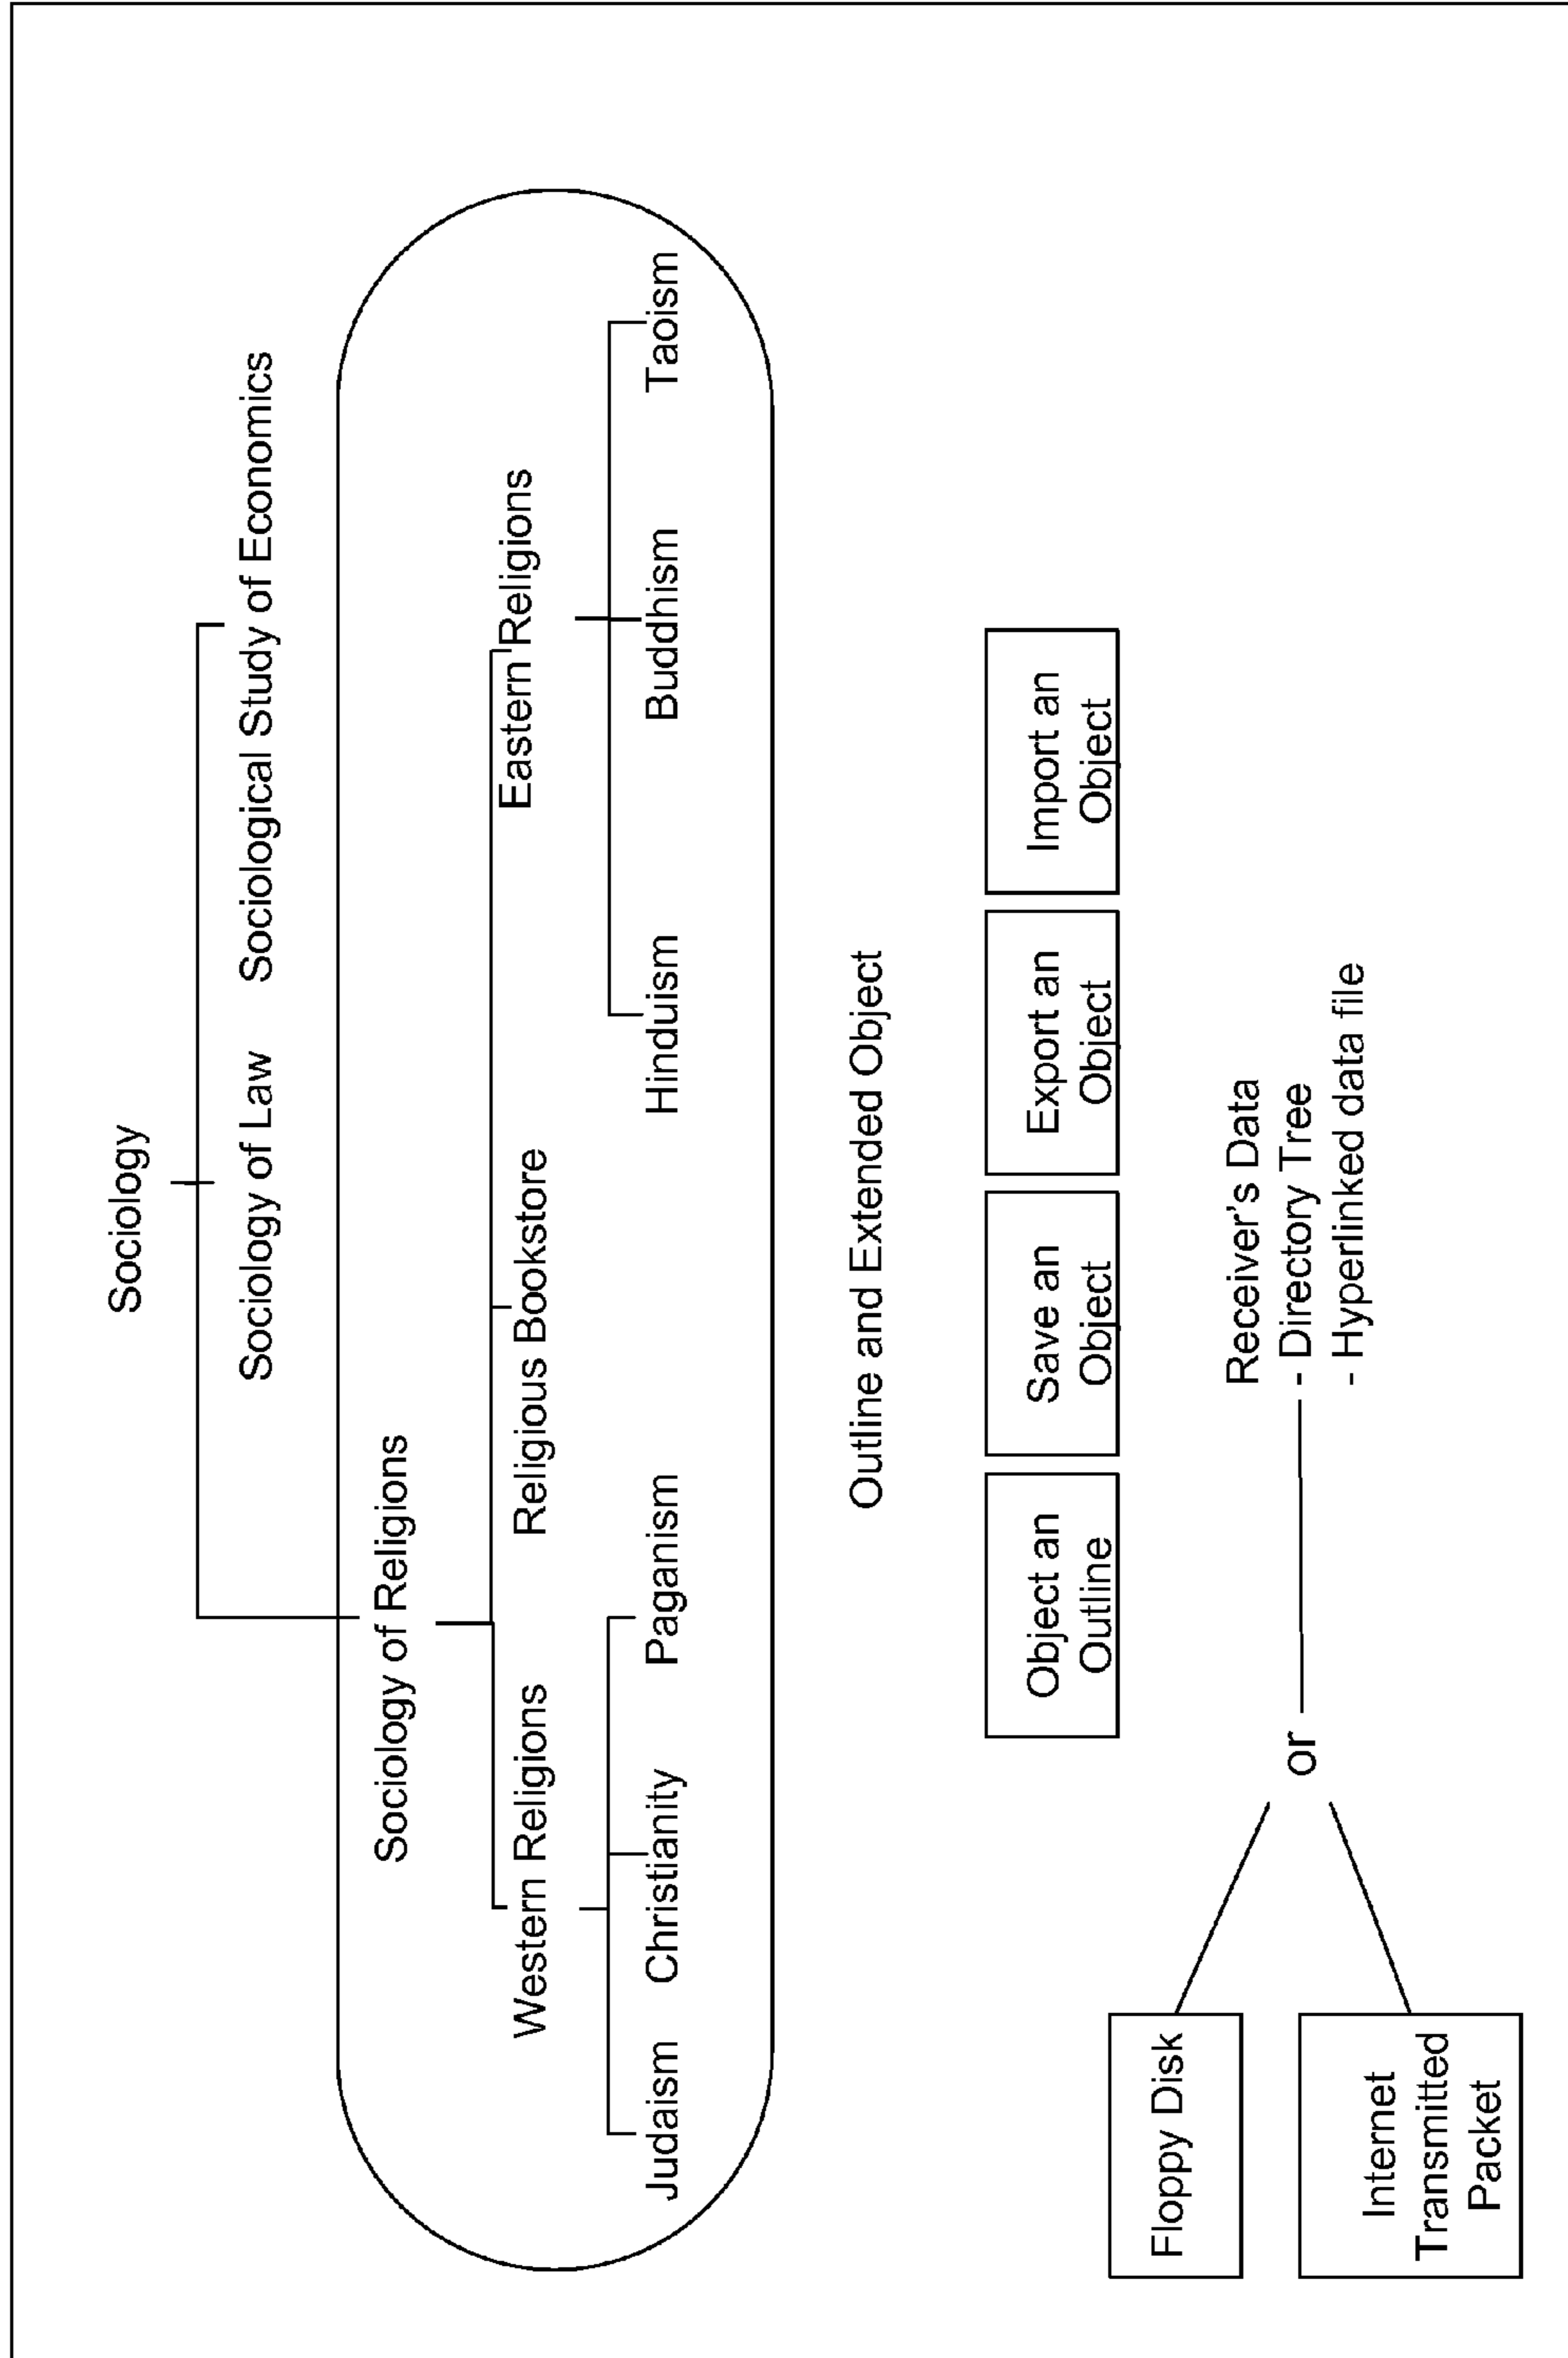 Sociology
Sociology of Law
Sociological Study of Economics
Sociology of Religions
Western Religions
Religious Bookstore
Eastern Religions
Judaism
Christianity
Paganism
Hinduism
Buddhism
Taoism
Outline and Extended Object
Object an
Outline
Save an
Object
Export an
Object
Import an
Object
Floppy Disk
Internet
Transmitted
Packet
or
Receiver's Data
- Directory Tree
- Hyperlinked data file